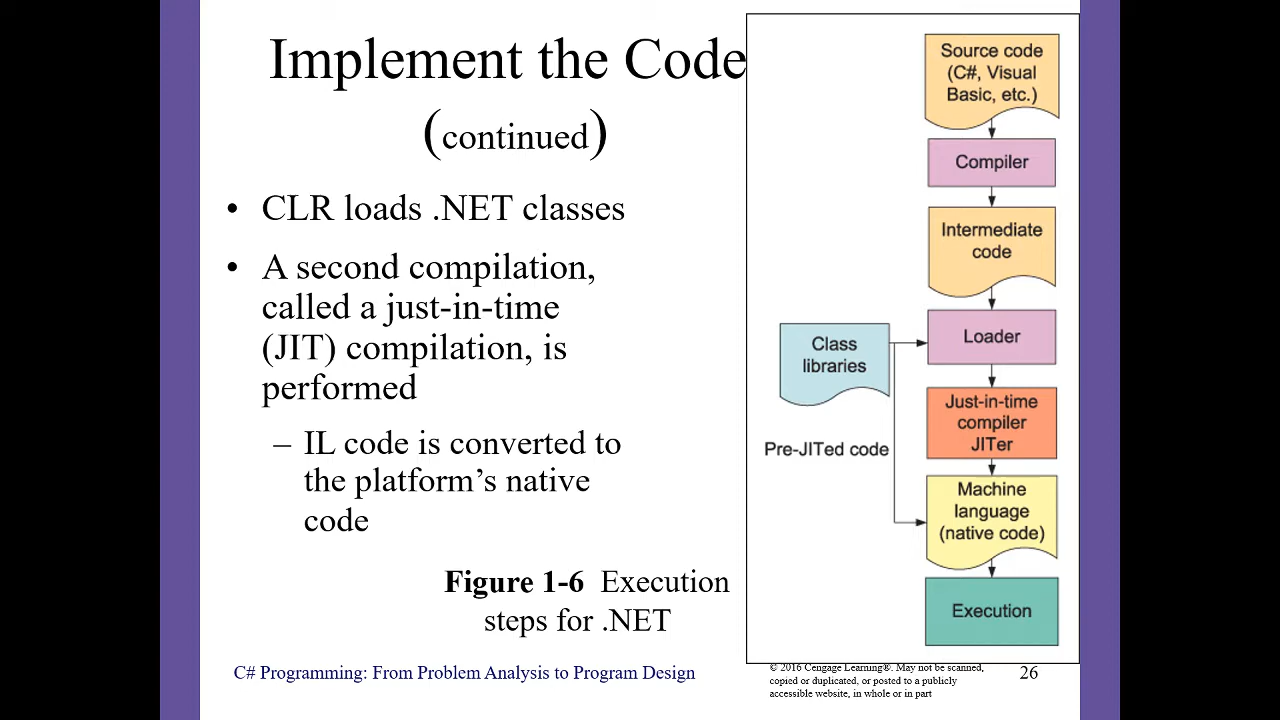 Implement the Code
(continued)
• CLR loads .NET classes
• A second compilation,
called a just-in-time
(JIT) compilation, is
performed
– IL code is converted to
the platform’s native
code
Figure 1-6 Execution
steps for .NET
Source code
(C#, Visual
Basic, etc.)
Compiler
Intermediate
code
Class
libraries
Loader
Just-in-time
compiler
JITer
Pre-JITed code
Machine
language
(native code)
Execution
C# Programming: From Problem Analysis to Program Design
© 2016 Cengage Learning®. May not be scanned,
copied or duplicated, or posted to a publicly
accessible website, in whole or in part
26